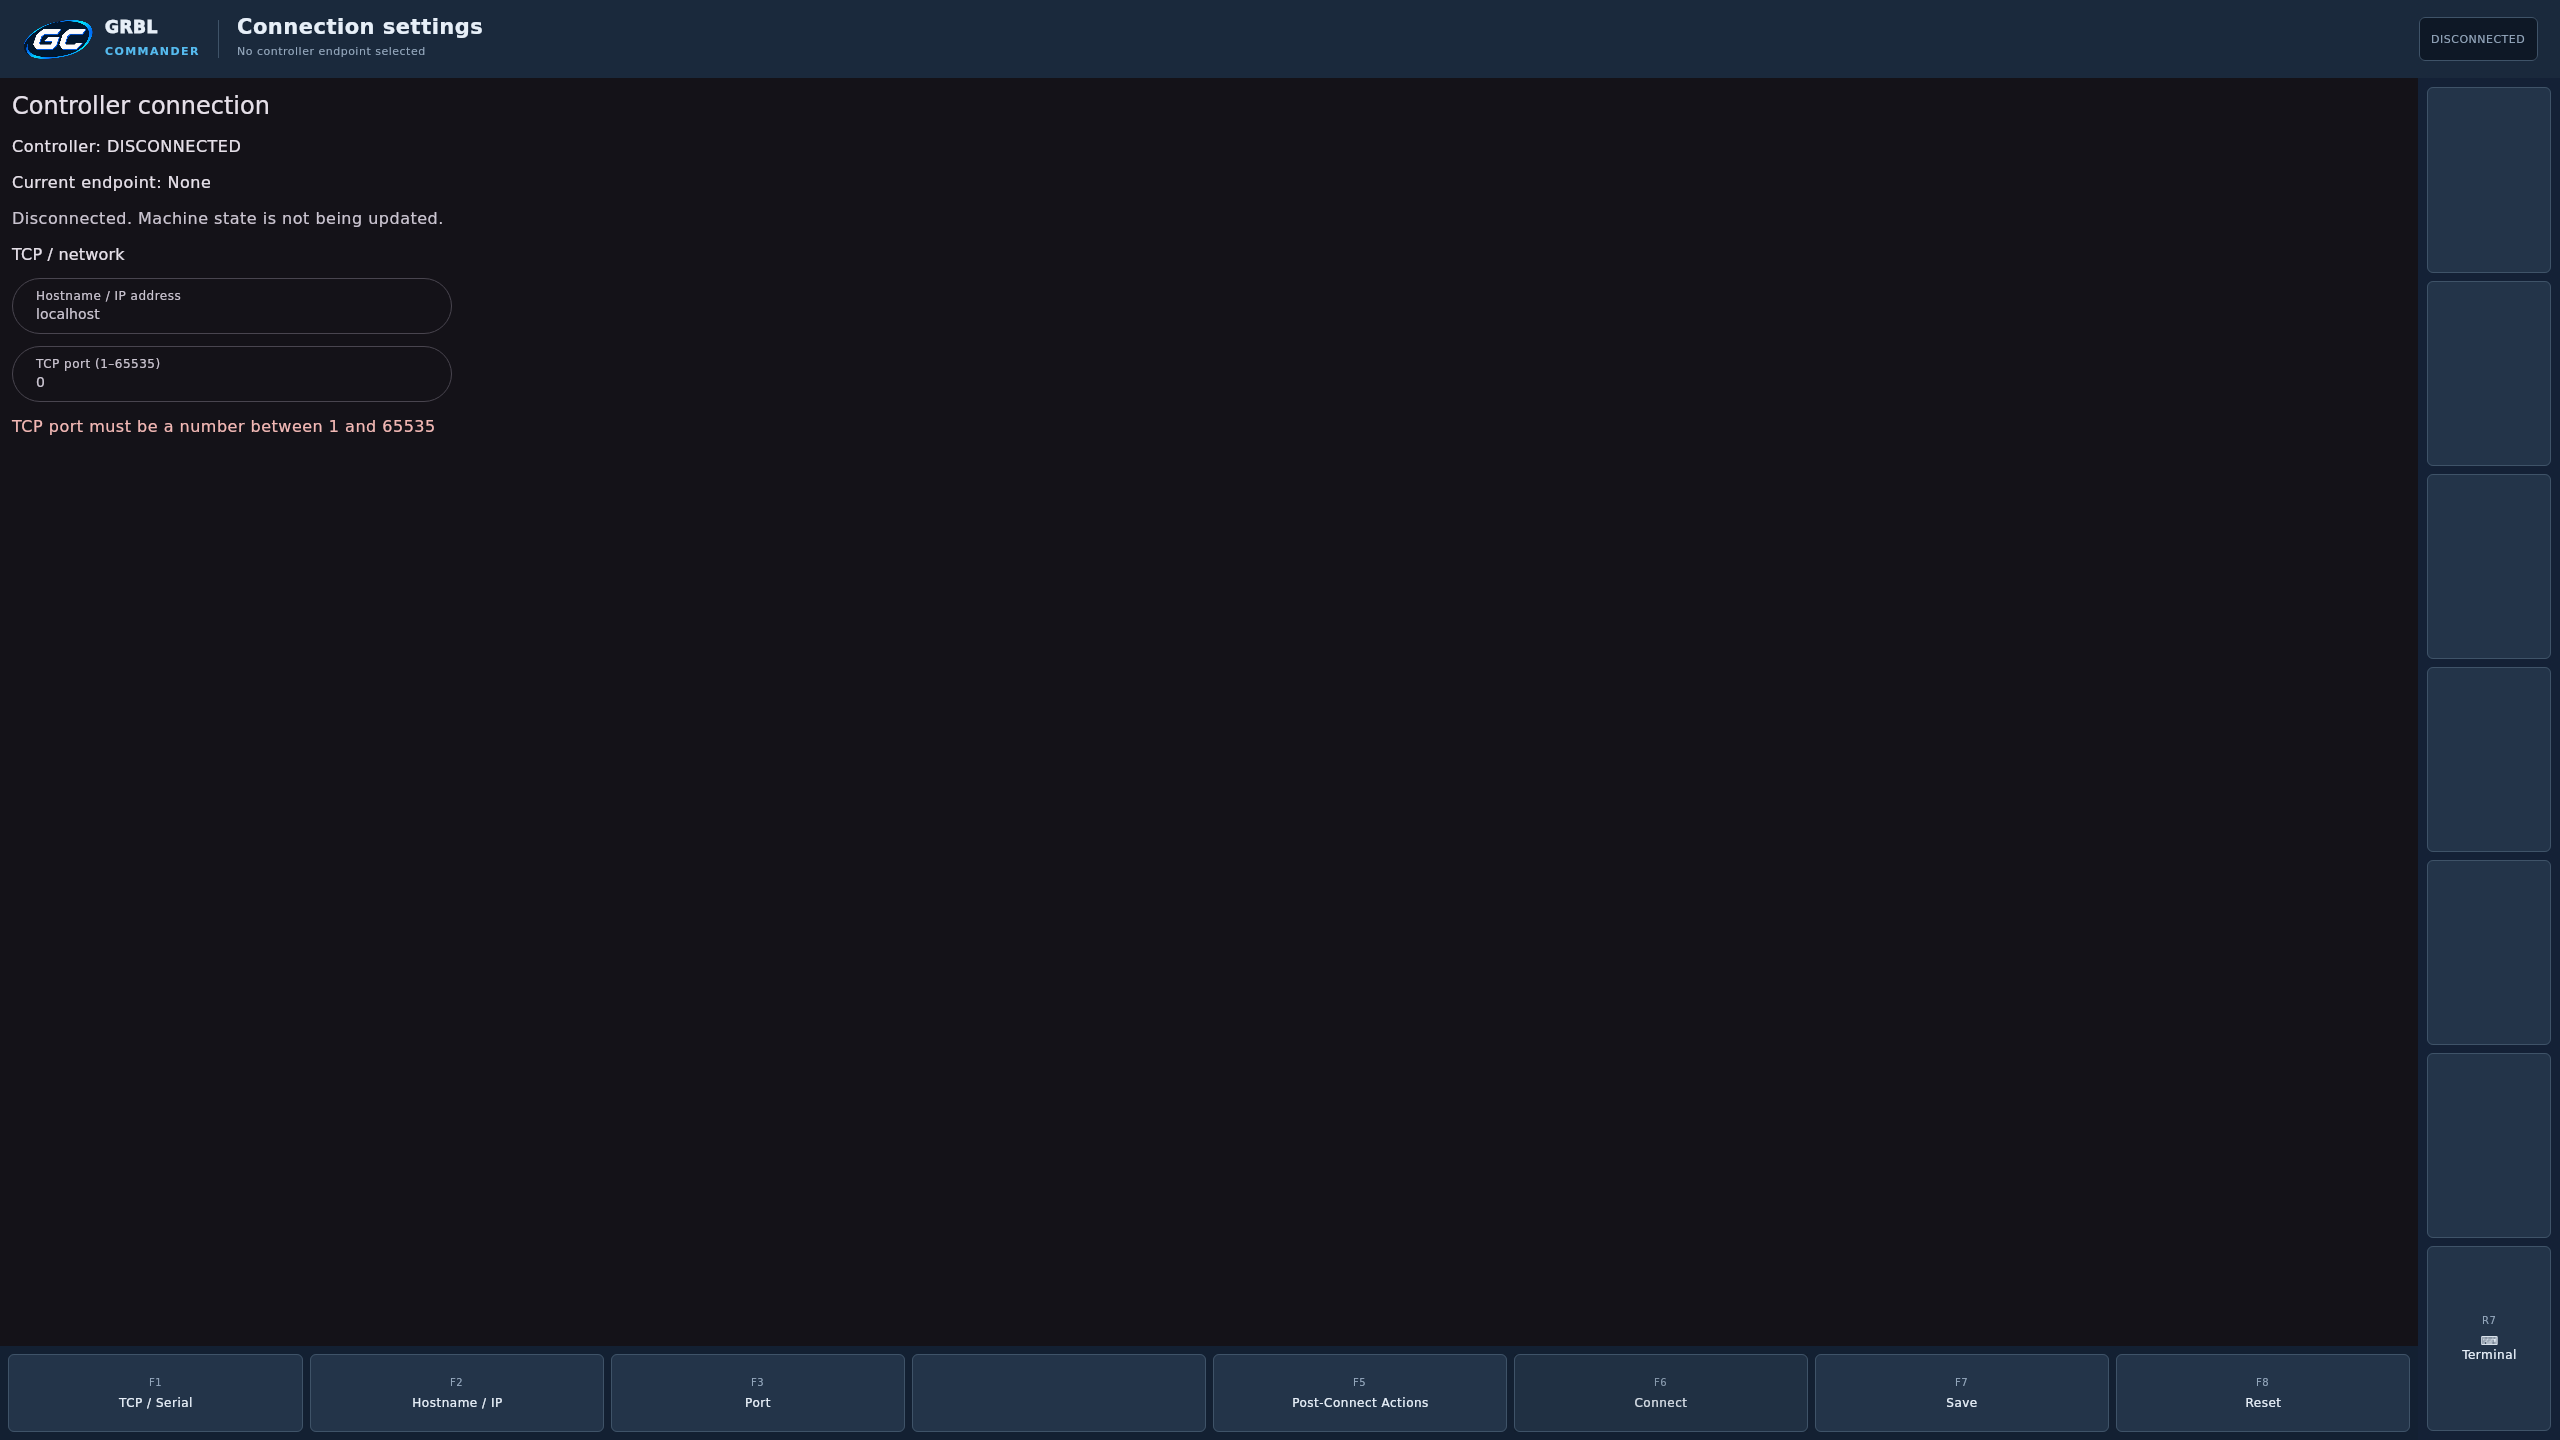 GC
GRBL
COMMANDER
Connection settings
No controller endpoint selected
DISCONNECTED
Controller connection
Controller: DISCONNECTED
Current endpoint: None
Disconnected. Machine state is not being updated.
TCP / network
Hostname / IP address
localhost
TCP port (1–65535)
0
TCP port must be a number between 1 and 65535
R7
Terminal
F1
TCP / Serial
F2
Hostname / IP
F3
Port
F5
Post-Connect Actions
F6
Connect
F7
Save
F8
Reset